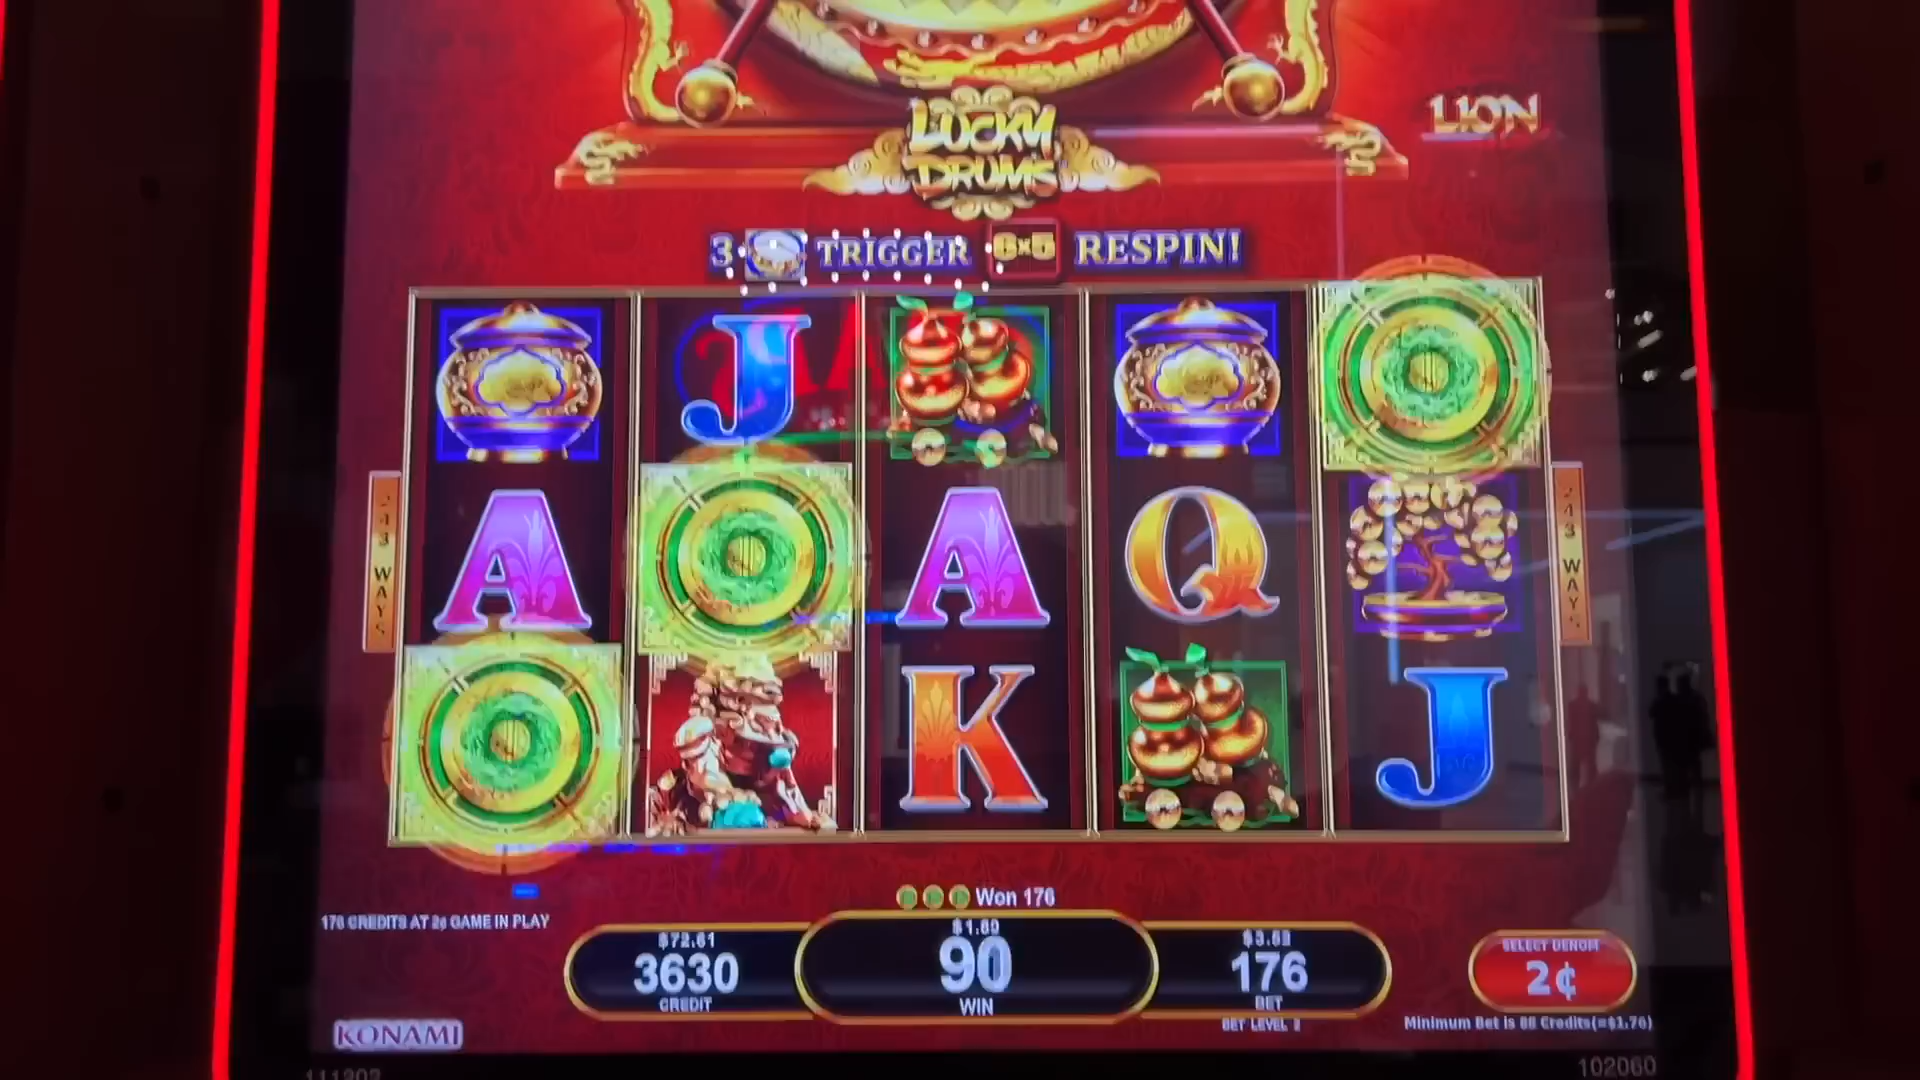 LUCKY
DRUMS
LION
3 TRIGGER 6×5 RESPIN!
J
A A Q
K J
243 WAYS
243 WAYS
Won 176
176 CREDITS AT 2¢ GAME IN PLAY
$72.61
3630
CREDIT
$1.80
90
WIN
$3.52
176
BET
BET LEVEL 2
SELECT DENOM
2¢
Minimum Bet is 88 Credits(=$1.76)
KONAMI
102060